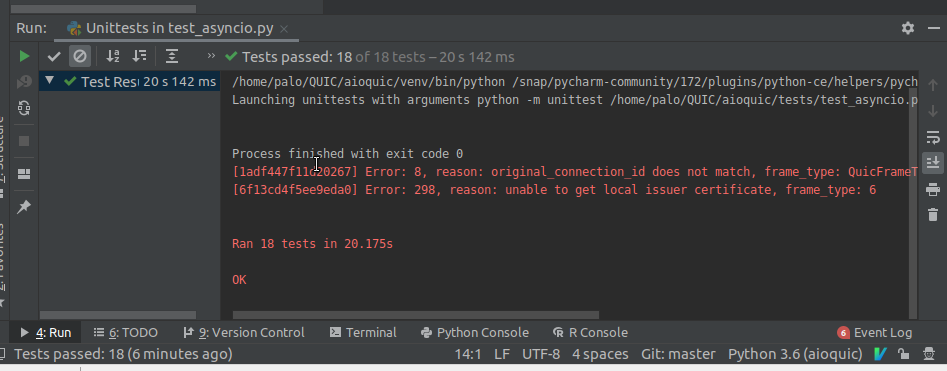 Run: Unittests in test_asyncio.py ×
» Tests passed: 18 of 18 tests – 20 s 142 ms
Test Res 20 s 142 ms
/home/palo/QUIC/aioquic/venv/bin/python /snap/pycharm-community/172/plugins/python-ce/helpers/pych
Launching unittests with arguments python -m unittest /home/palo/QUIC/aioquic/tests/test_asyncio.p
Process finished with exit code 0
[1adf447f11d20267] Error: 8, reason: original_connection_id does not match, frame_type: QuicFrameT
[6f13cd4f5ee9eda0] Error: 298, reason: unable to get local issuer certificate, frame_type: 6
Ran 18 tests in 20.175s
OK
Z: Structure
2: Favorites
4: Run 6: TODO 9: Version Control Terminal Python Console R Console 6 Event Log
Tests passed: 18 (6 minutes ago) 14:1 LF UTF-8 4 spaces Git: master Python 3.6 (aioquic)